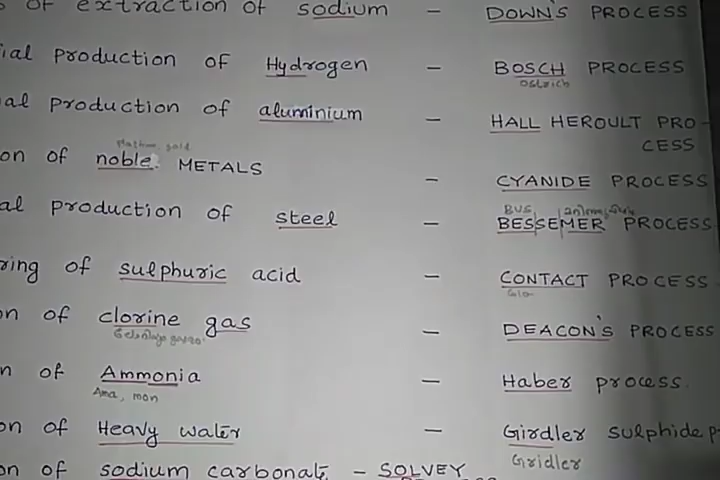 OF extraction OF sodium – DOWN'S PROCESS
ial production OF Hydrogen – BOSCH PROCESS
Ostrich
al production OF aluminium – HALL HEROULT PRO-
CESS
on OF noble METALS – CYANIDE PROCESS
BUS
al production OF steel – BESSEMER PROCESS
ring of sulphuric acid – CONTACT PROCESS
on OF clorine gas – DEACON'S PROCESS
n OF Ammonia – Haber process.
Ama, mon
on OF Heavy water – Girdler sulphide p
Gridler
on OF sodium carbonate – SOLVEY